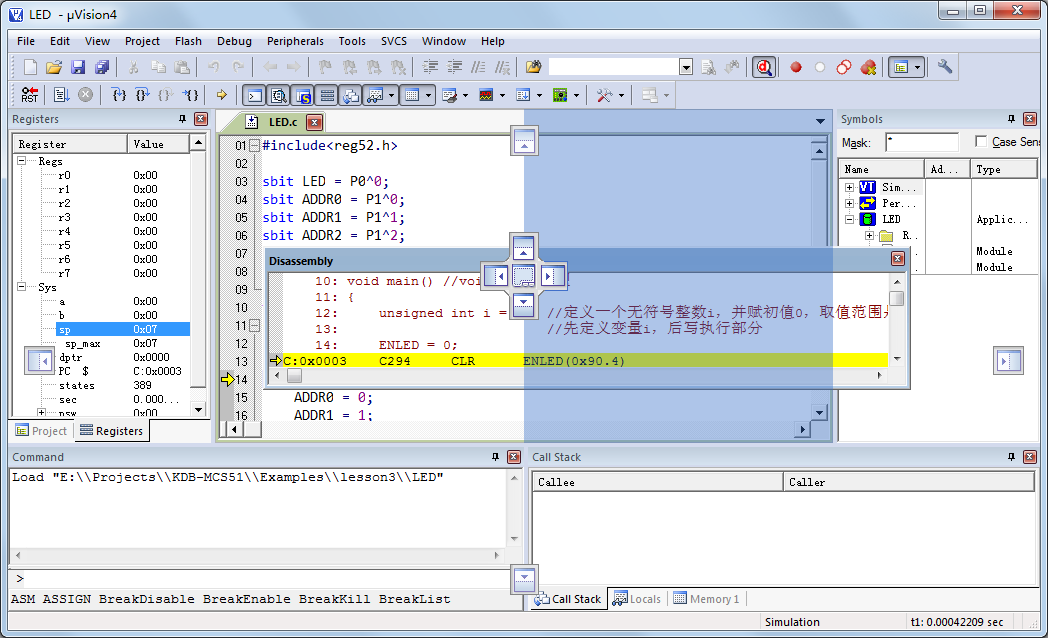 LED - µVision4
File Edit View Project Flash Debug Peripherals Tools SVCS Window Help
RST
Registers
Register Value
Regs
r0 0x00
r1 0x00
r2 0x00
r3 0x00
r4 0x00
r5 0x00
r6 0x00
r7 0x00
Sys
a 0x00
b 0x00
sp 0x07
sp_max 0x07
dptr 0x0000
PC $ C:0x0003
states 389
sec 0.000...
psw 0x00
Project Registers
LED.c
01 #include<reg52.h>
02
03 sbit LED = P0^0;
04 sbit ADDR0 = P1^0;
05 sbit ADDR1 = P1^1;
06 sbit ADDR2 = P1^2;
07
08
09
10
11
12
13
14
15 ADDR0 = 0;
16 ADDR1 = 1;
Disassembly
10: void main() //voi
11: {
12: unsigned int i = //定义一个无符号整数i，并赋初值0，取值范围
13: //先定义变量i，后写执行部分
14: ENLED = 0;
C:0x0003 C294 CLR ENLED(0x90.4)
Symbols
Mask: * Case Sens
Name Ad... Type
VT Sim...
Per...
LED Applic...
R..
Module
Module
Command
Load "E:\\Projects\\KDB-MCS51\\Examples\\lesson3\\LED"
>
ASM ASSIGN BreakDisable BreakEnable BreakKill BreakList
Call Stack
Callee Caller
Call Stack Locals Memory 1
Simulation t1: 0.00042209 sec